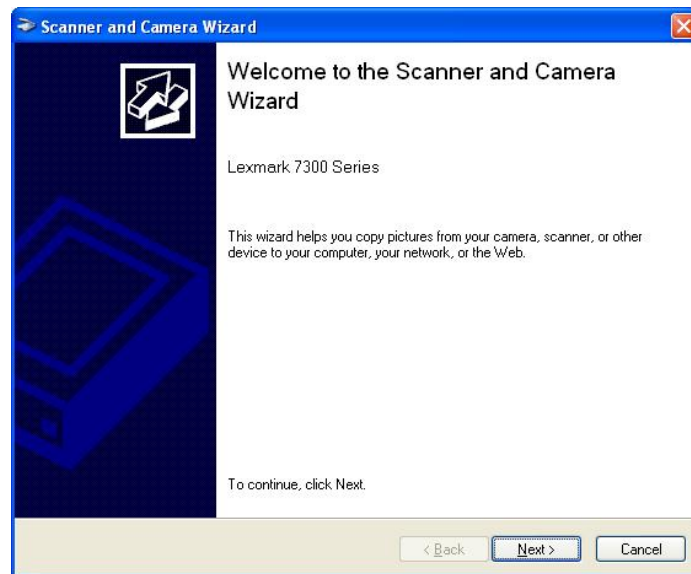 Scanner and Camera Wizard
Welcome to the Scanner and Camera
Wizard
Lexmark 7300 Series
This wizard helps you copy pictures from your camera, scanner, or other
device to your computer, your network, or the Web.
To continue, click Next.
< Back Next > Cancel